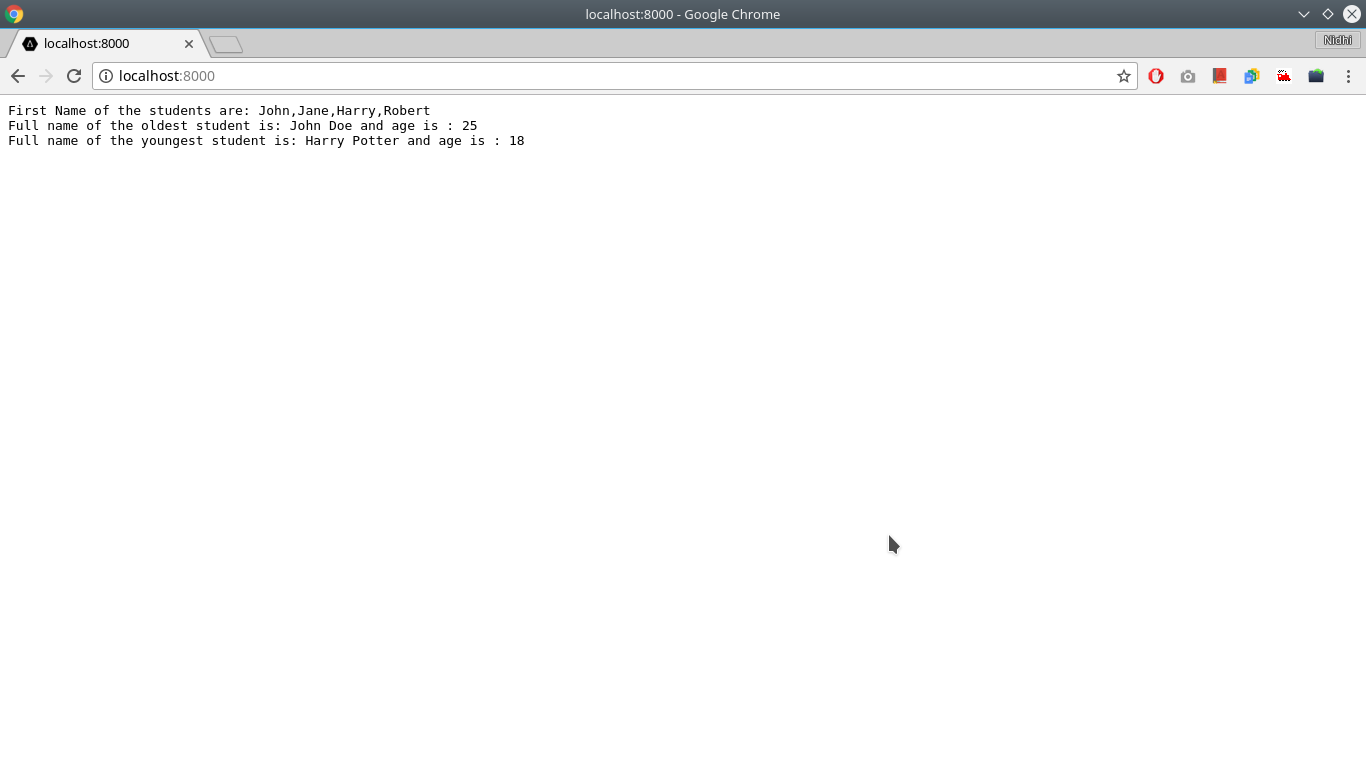 localhost:8000 - Google Chrome
localhost:8000
Nidhi
localhost:8000
First Name of the students are: John,Jane,Harry,Robert
Full name of the oldest student is: John Doe and age is : 25
Full name of the youngest student is: Harry Potter and age is : 18